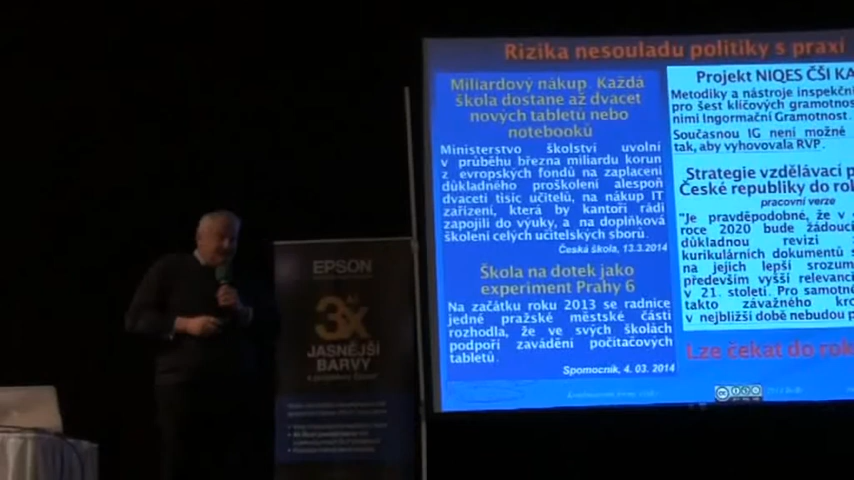 Rizika nesouladu politiky s praxí
Miliardový nákup. Každá
škola dostane až dvacet
nových tabletů nebo
notebooků
Ministerstvo školství uvolní
v průběhu března miliardu korun
z evropských fondů na zaplacení
důkladného proškolení alespoň
dvaceti tisíc učitelů, na nákup IT
zařízení, která by kantoři rádi
zapojili do výuky, a na doplňková
školení celých učitelských sborů.
Česká škola, 13.3.2014
Škola na dotek jako
experiment Prahy 6
Na začátku roku 2013 se radnice
jedné pražské městské části
rozhodla, že ve svých školách
podpoří zavádění počítačových
tabletů.
Spomocník, 4. 03. 2014
Projekt NIQES ČŠI KA
Metodiky a nástroje inspekčn
pro šest klíčových gramotnos
nimi Ingormační Gramotnost.
Současnou IG není možné
tak, aby vyhovovala RVP.
Strategie vzdělávací p
České republiky do rok
pracovní verze
"Je pravděpodobné, že v
roce 2020 bude žádouc
důkladnou revizi
kurikulárních dokumentů s
na jejich lepší srozum
především vyšší relevanc
v 21. století. Pro samotn
takto závažného kro
v nejbližší době nebudou p
Lze čekat do rok
EPSON
3X
JASNĚJŠÍ
BARVY